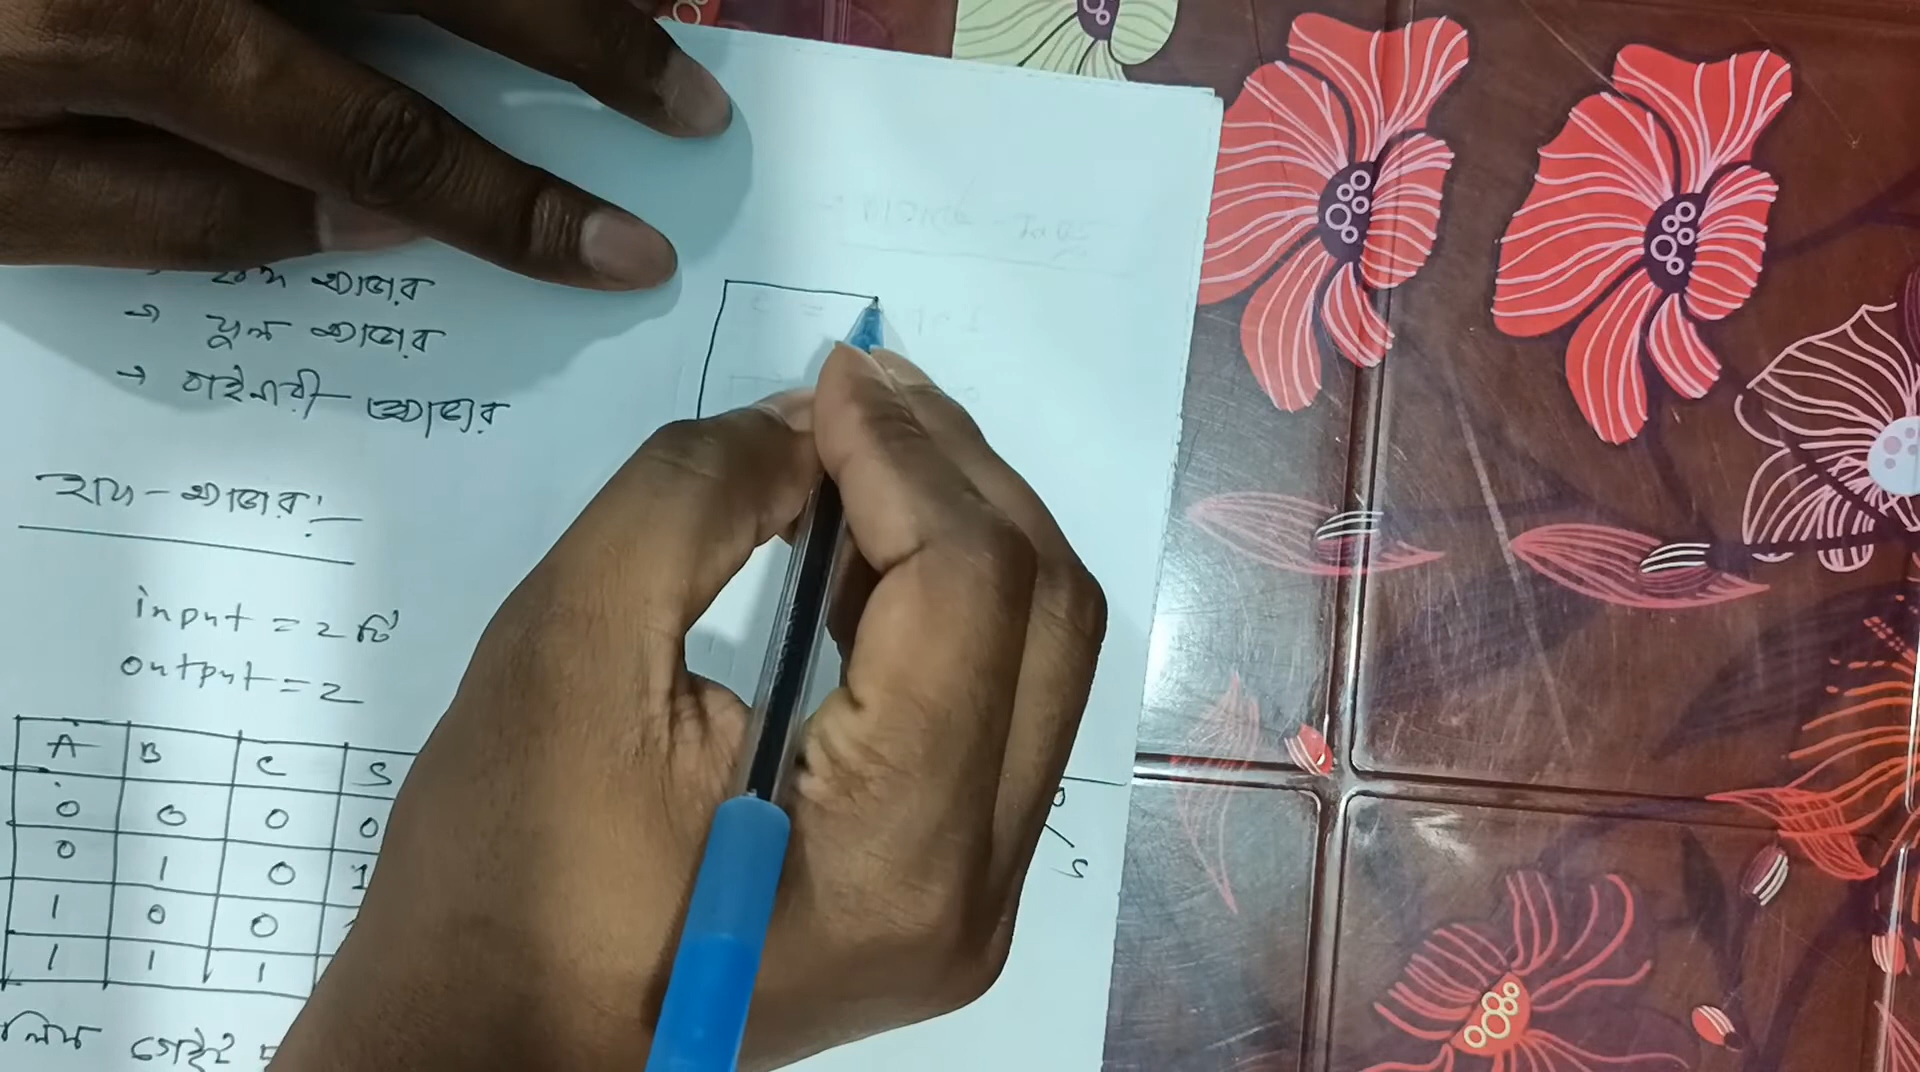 → হাফ অ্যাডার
→ ফুল অ্যাডার
→ বাইনারী অ্যাডার
হাফ-অ্যাডার:-
input = 2 টি
output = 2
A B C S
0 0 0 0
0 1 0 1
1 0 0
1 1 1
গেইট
S